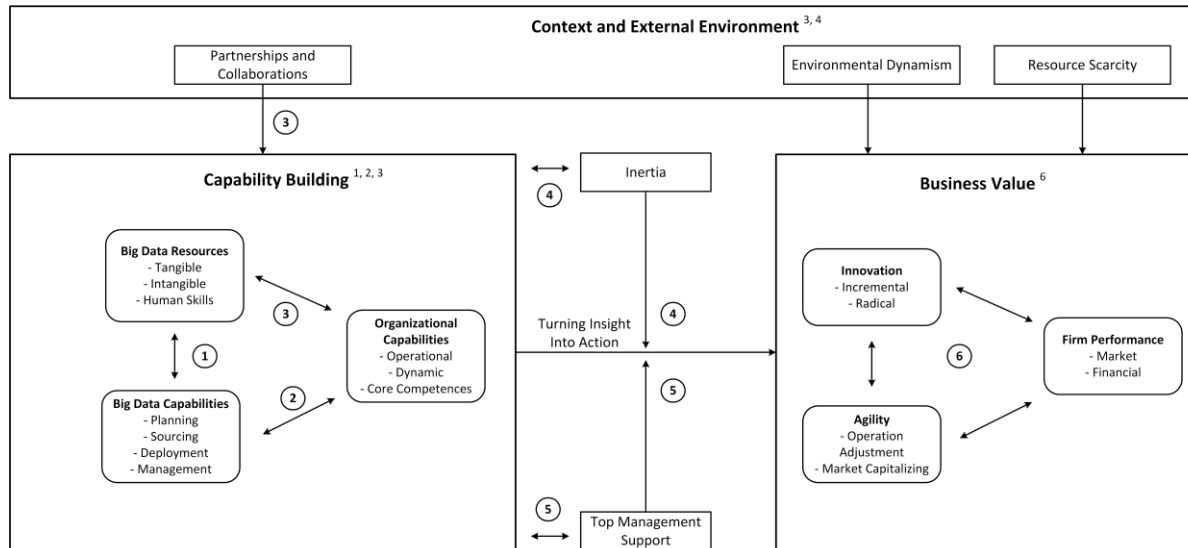 Context and External Environment 3, 4
Partnerships and
Collaborations
Environmental Dynamism
Resource Scarcity
3
Capability Building 1, 2, 3
Big Data Resources
- Tangible
- Intangible
- Human Skills
3
1
Organizational
Capabilities
- Operational
- Dynamic
- Core Competences
Big Data Capabilities
- Planning
- Sourcing
- Deployment
- Management
2
Inertia
4
4
Turning Insight
Into Action
5
5
Top Management
Support
Business Value 6
Innovation
- Incremental
- Radical
6
Firm Performance
- Market
- Financial
Agility
- Operation
Adjustment
- Market Capitalizing